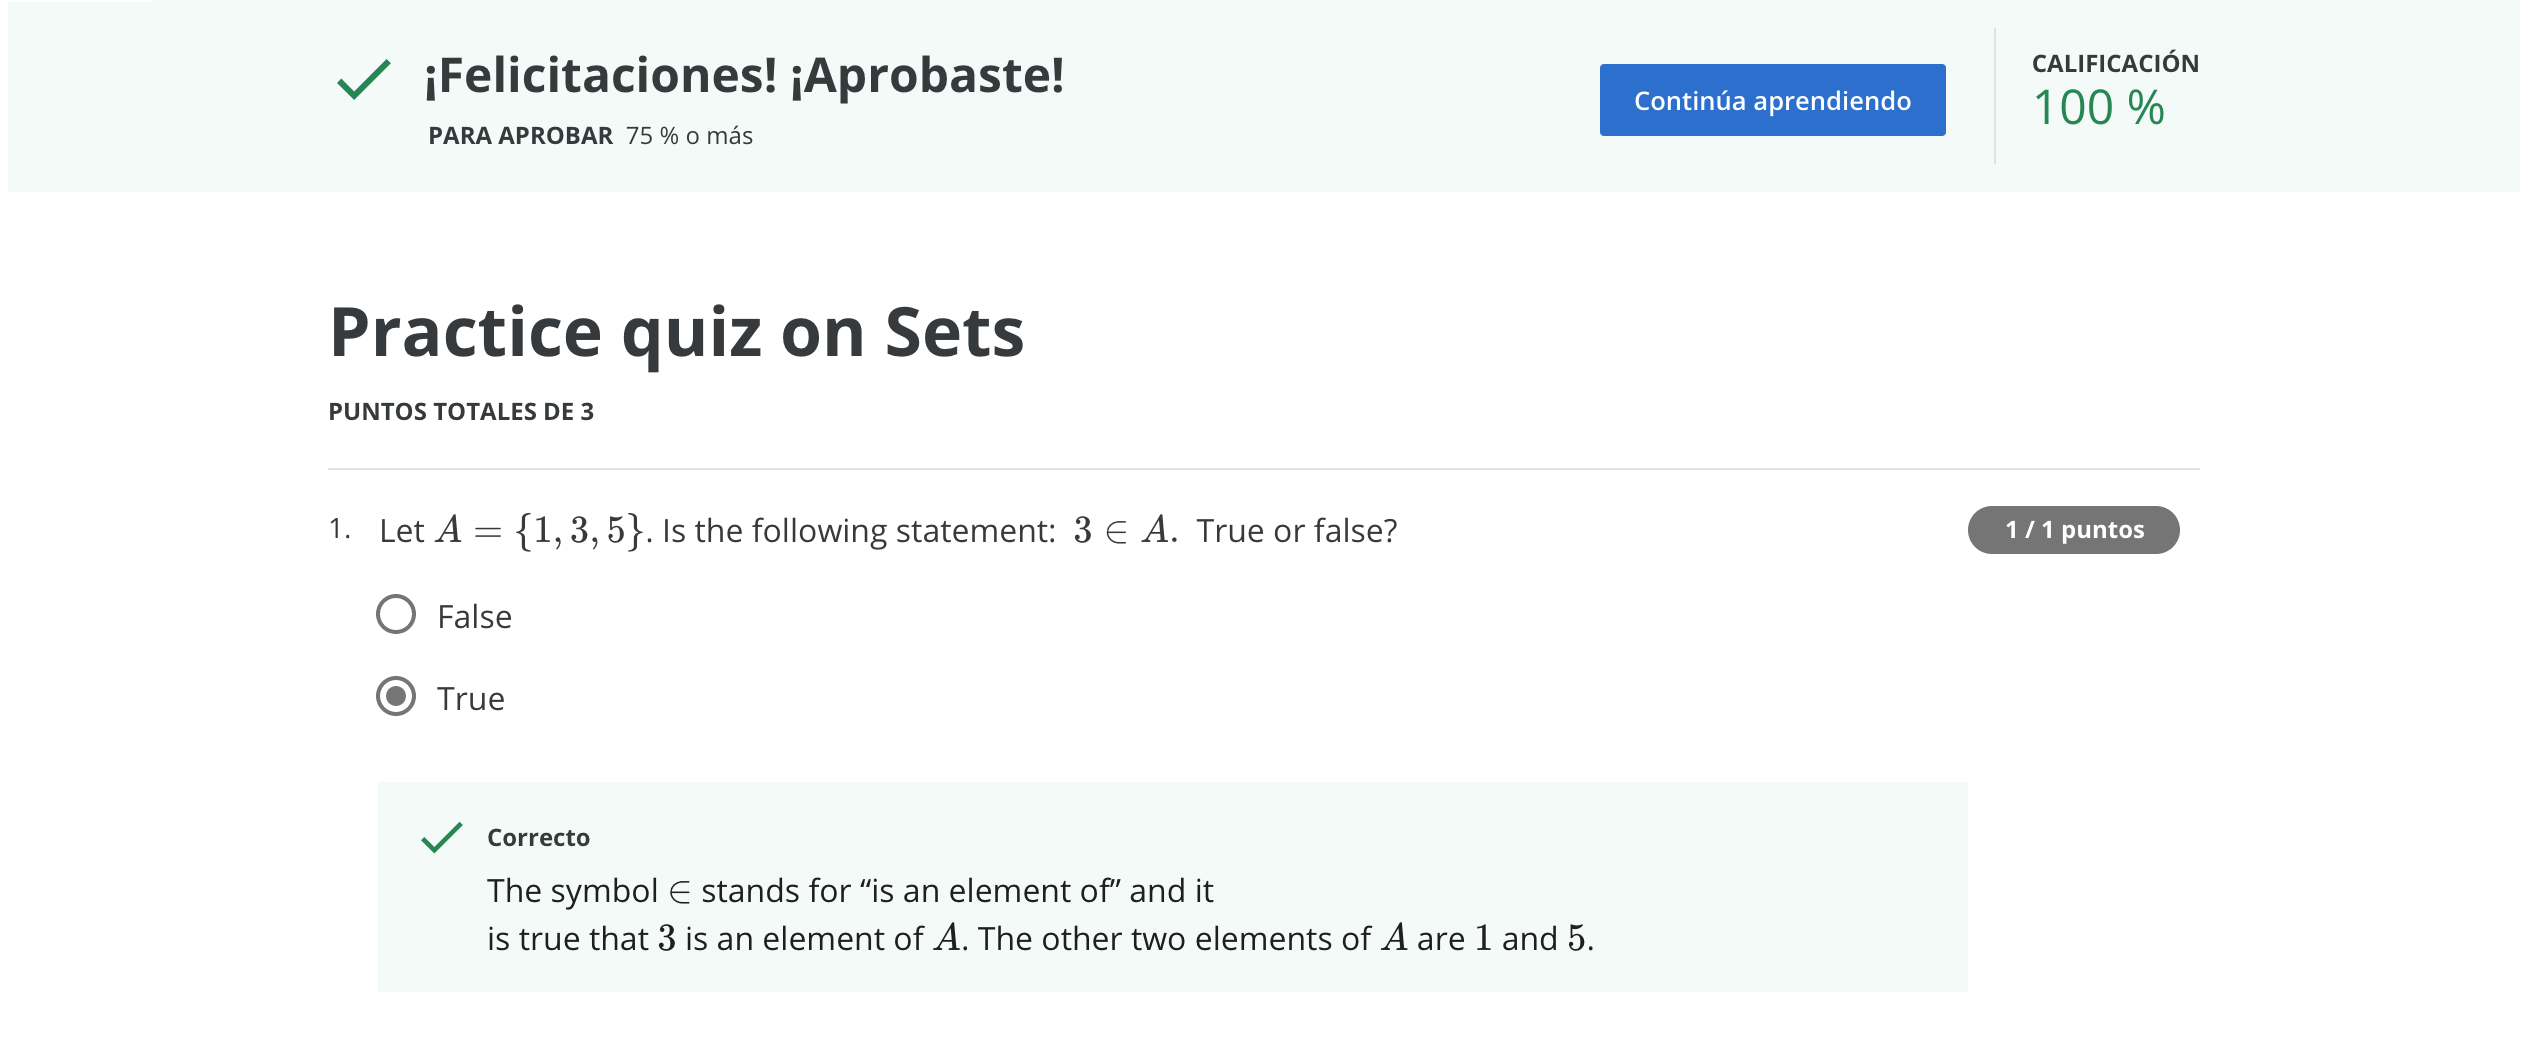 ¡Felicitaciones! ¡Aprobaste!
PARA APROBAR 75 % o más
Continúa aprendiendo
CALIFICACIÓN
100 %
Practice quiz on Sets
PUNTOS TOTALES DE 3
1. Let A = {1, 3, 5}. Is the following statement: 3 ∈ A. True or false?
1 / 1 puntos
False
True
Correcto
The symbol ∈ stands for “is an element of” and it
is true that 3 is an element of A. The other two elements of A are 1 and 5.